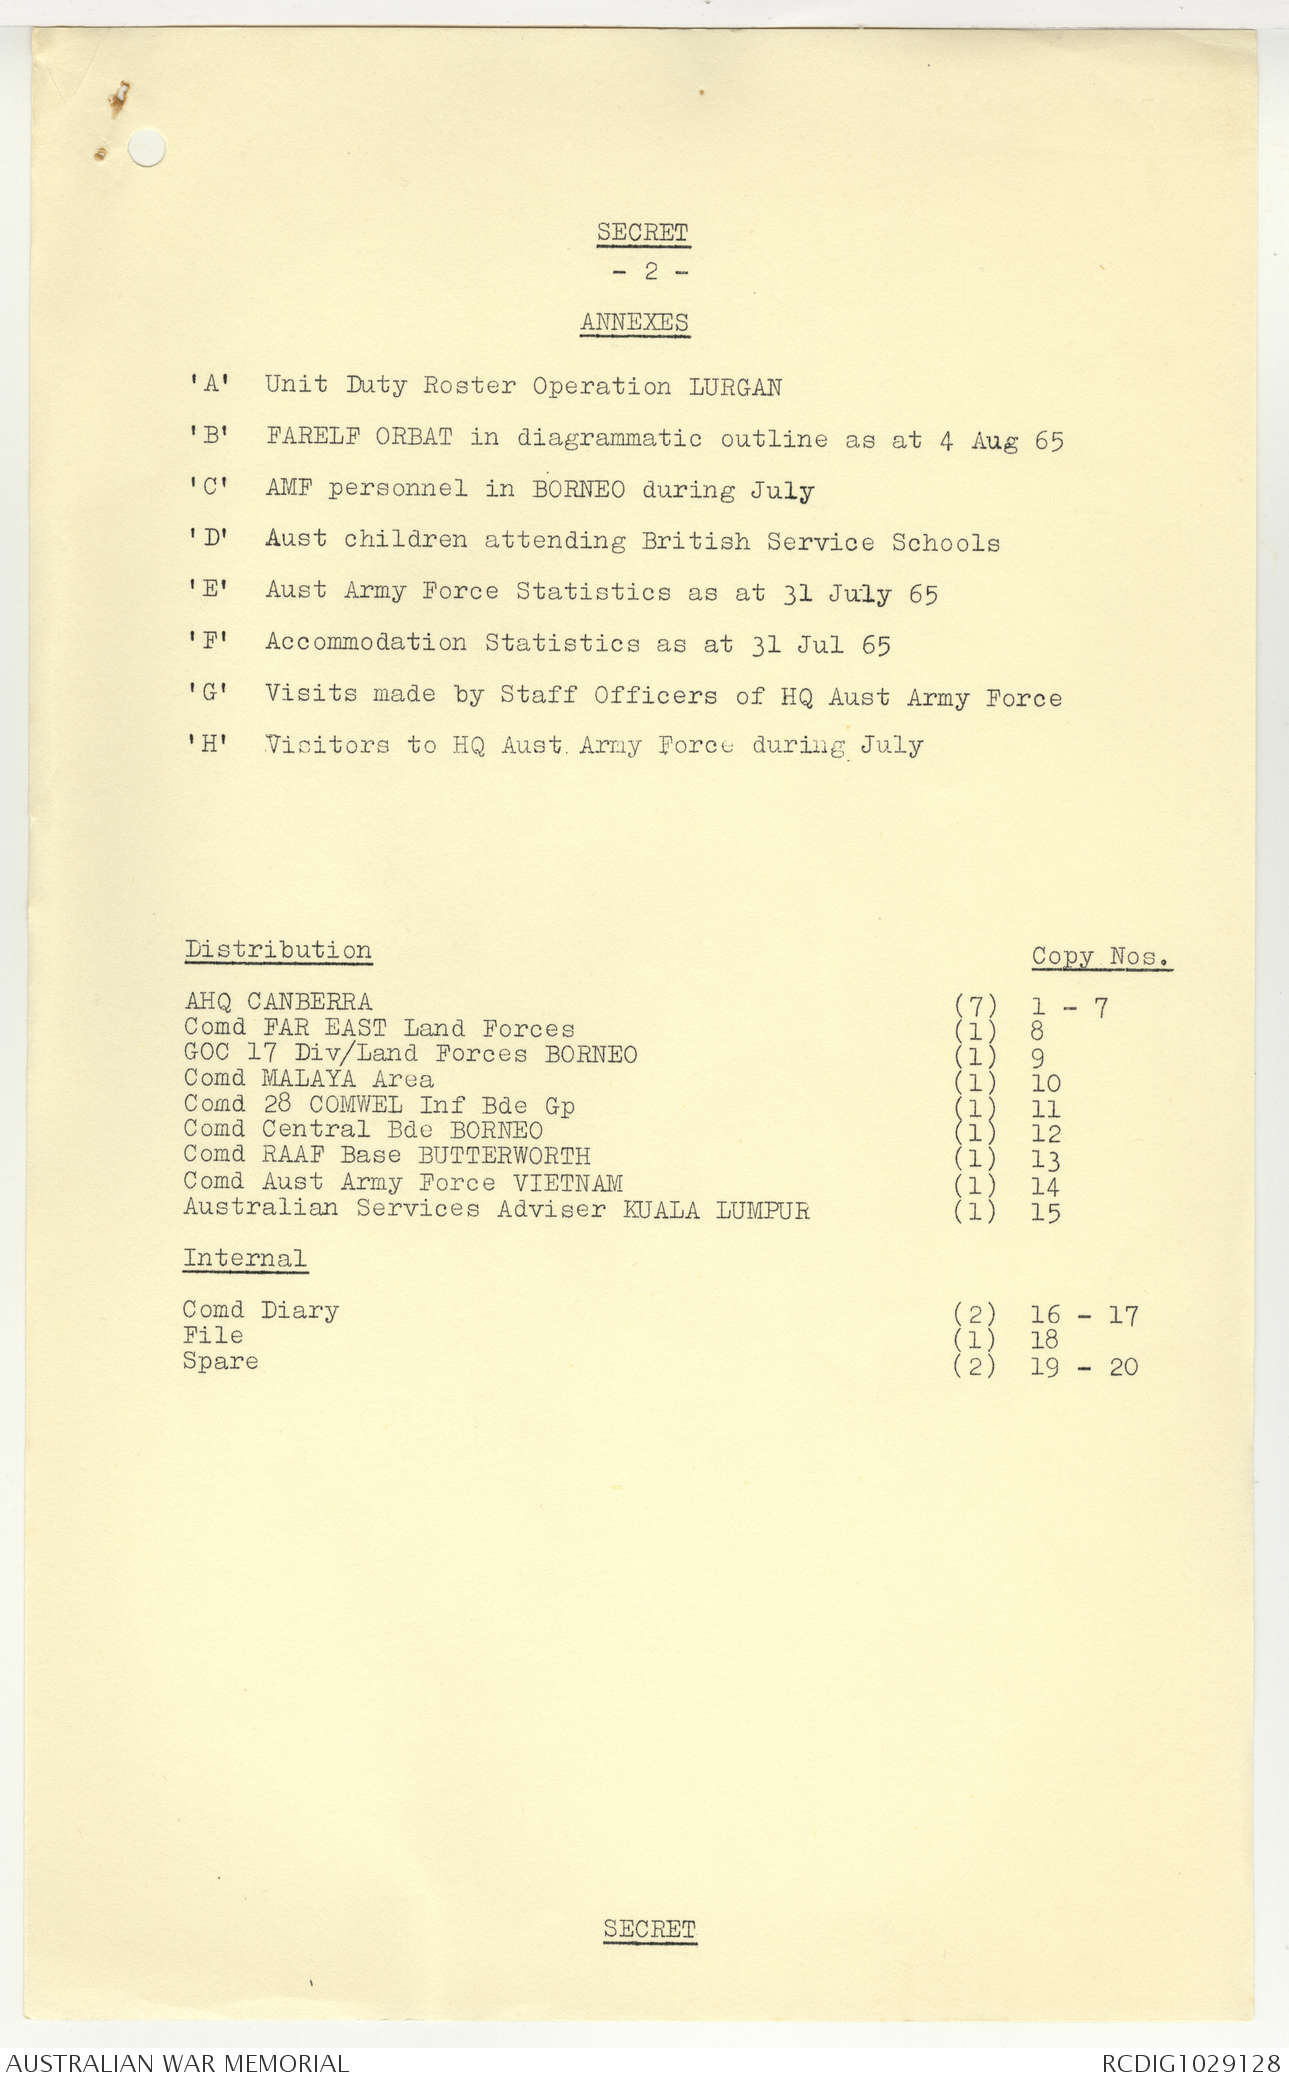 SECRET
- 2 -
ANNEXES
'A' Unit Duty Roster Operation LURGAN
'B' FARELF ORBAT in diagrammatic outline as at 4 Aug 65
'C' AMF personnel in BORNEO during July
'D' Aust children attending British Service Schools
'E' Aust Army Force Statistics as at 31 July 65
'F' Accommodation Statistics as at 31 Jul 65
'G' Visits made by Staff Officers of HQ Aust Army Force
'H' Visitors to HQ Aust Army Force during July
Distribution Copy Nos.
AHQ CANBERRA (7) 1 - 7
Comd FAR EAST Land Forces (1) 8
GOC 17 Div/Land Forces BORNEO (1) 9
Comd MALAYA Area (1) 10
Comd 28 COMWEL Inf Bde Gp (1) 11
Comd Central Bde BORNEO (1) 12
Comd RAAF Base BUTTERWORTH (1) 13
Comd Aust Army Force VIETNAM (1) 14
Australian Services Adviser KUALA LUMPUR (1) 15
Internal
Comd Diary (2) 16 - 17
File (1) 18
Spare (2) 19 - 20
SECRET
AUSTRALIAN WAR MEMORIAL RCDIG1029128